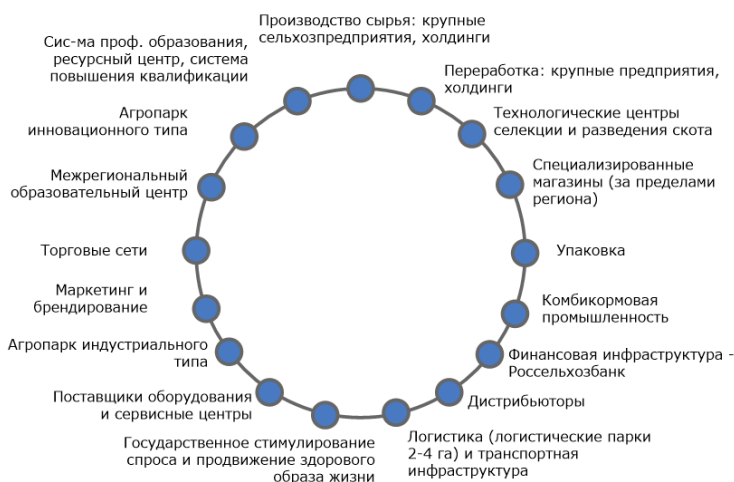 Производство сырья: крупные
сельхозпредприятия, холдинги
Переработка: крупные предприятия,
холдинги
Технологические центры
селекции и разведения скота
Специализированные
магазины (за пределами
региона)
Упаковка
Комбикормовая
промышленность
Финансовая инфраструктура -
Россельхозбанк
Дистрибьюторы
Логистика (логистические парки
2-4 га) и транспортная
инфраструктура
Государственное стимулирование
спроса и продвижение здорового
образа жизни
Поставщики оборудования
и сервисные центры
Агропарк индустриального
типа
Маркетинг и
брендирование
Торговые сети
Межрегиональный
образовательный центр
Агропарк
инновационного типа
Сис-ма проф. образования,
ресурсный центр, система
повышения квалификации